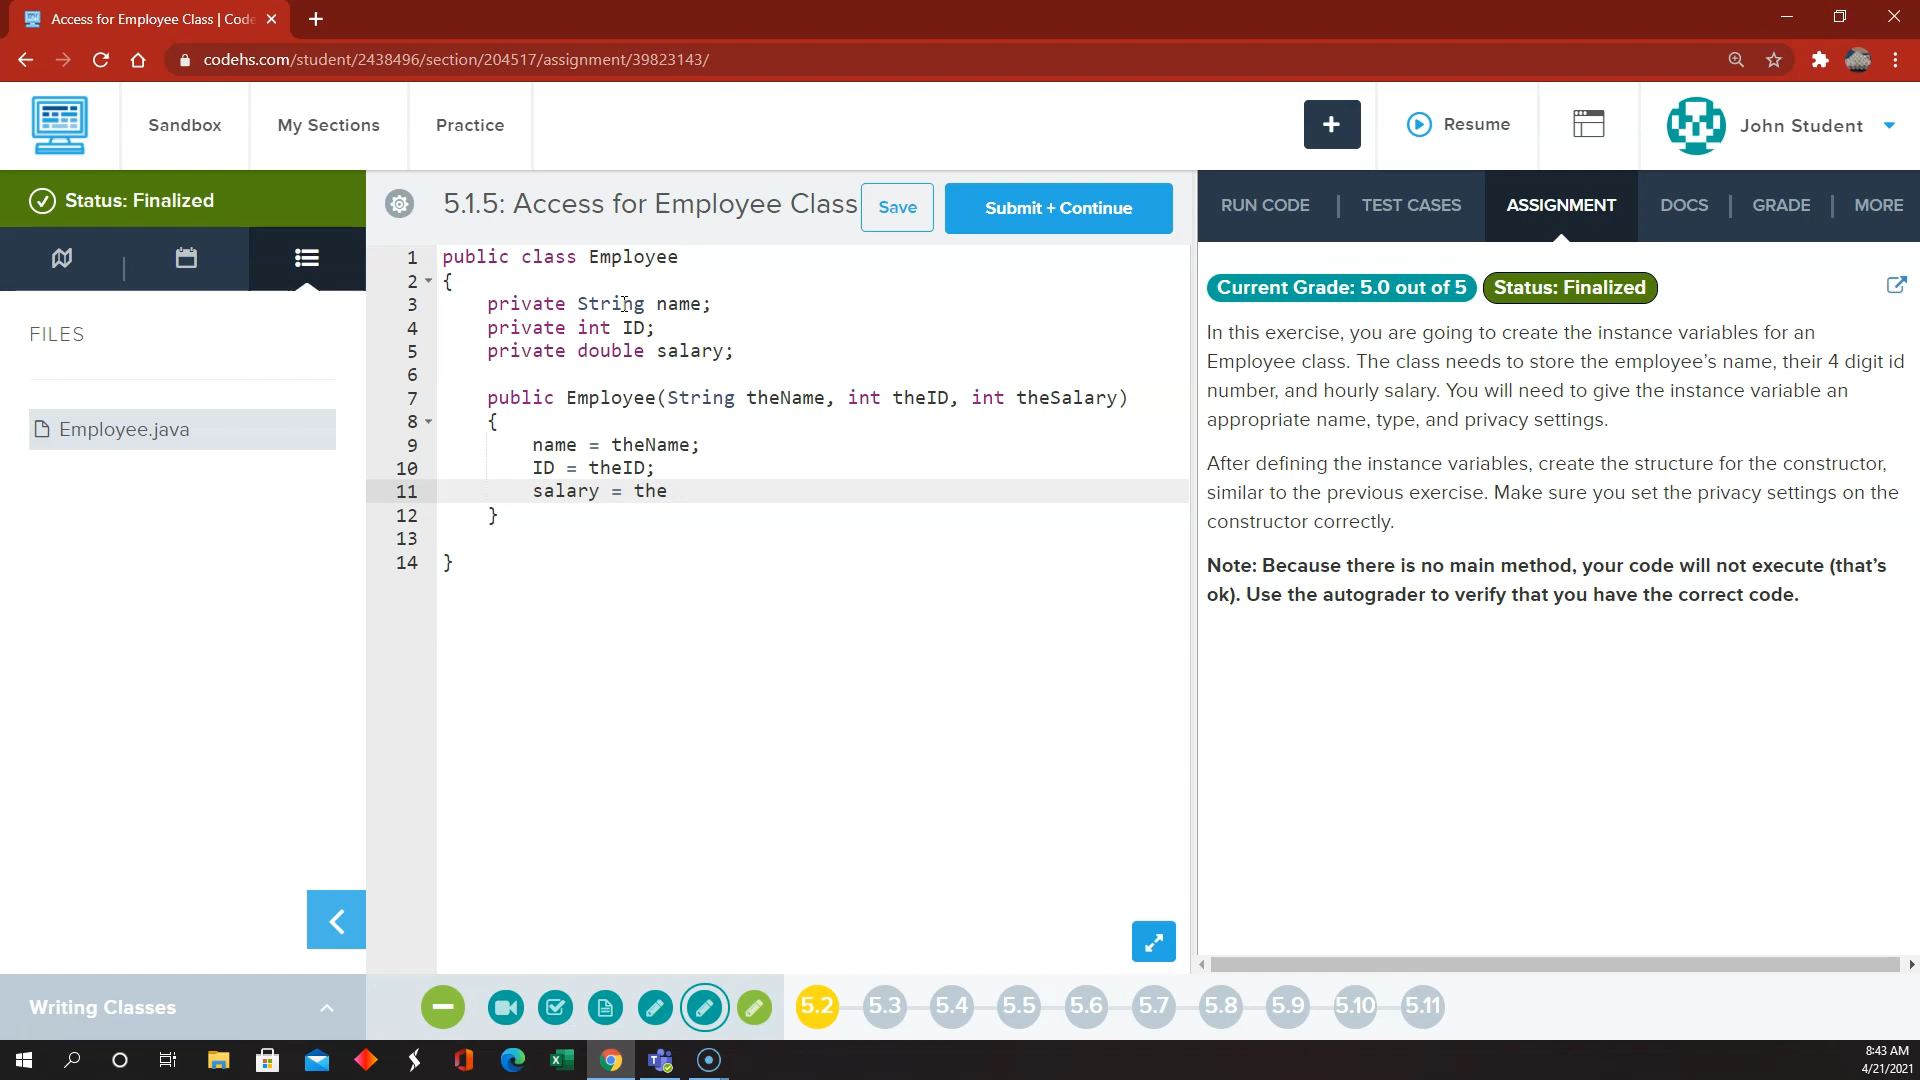 Access for Employee Class | Code
codehs.com/student/2438496/section/204517/assignment/39823143/
Sandbox
My Sections
Practice
+
Resume
John Student
Status: Finalized
5.1.5: Access for Employee Class
Save
Submit + Continue
RUN CODE
TEST CASES
ASSIGNMENT
DOCS
GRADE
MORE
FILES
Employee.java
1 public class Employee
2 {
3 private String name;
4 private int ID;
5 private double salary;
6
7 public Employee(String theName, int theID, int theSalary)
8 {
9 name = theName;
10 ID = theID;
11 salary = the
12 }
13
14 }
Current Grade: 5.0 out of 5
Status: Finalized
In this exercise, you are going to create the instance variables for an
Employee class. The class needs to store the employee’s name, their 4 digit id
number, and hourly salary. You will need to give the instance variable an
appropriate name, type, and privacy settings.
After defining the instance variables, create the structure for the constructor,
similar to the previous exercise. Make sure you set the privacy settings on the
constructor correctly.
Note: Because there is no main method, your code will not execute (that’s
ok). Use the autograder to verify that you have the correct code.
Writing Classes
5.2
5.3
5.4
5.5
5.6
5.7
5.8
5.9
5.10
5.11
8:43 AM
4/21/2021